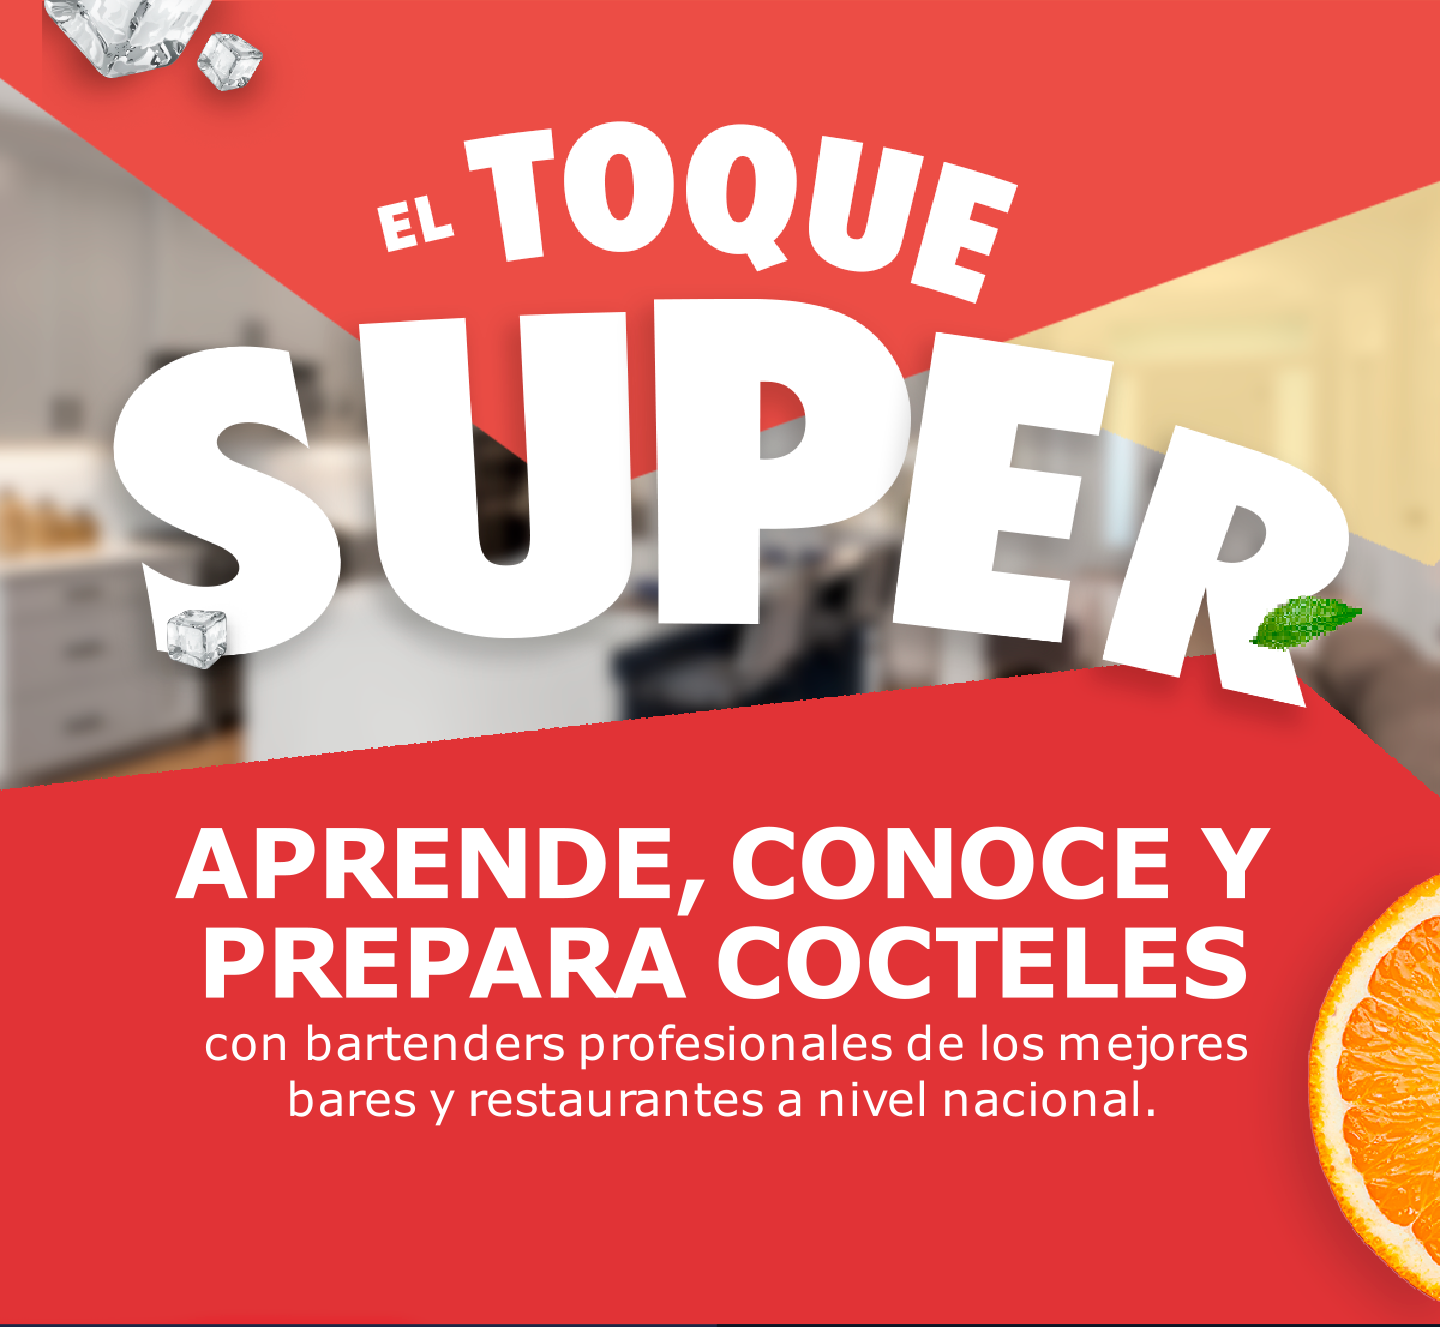 EL TOQUE
SUPER
APRENDE, CONOCE Y
PREPARA COCTELES
con bartenders profesionales de los mejores
bares y restaurantes a nivel nacional.